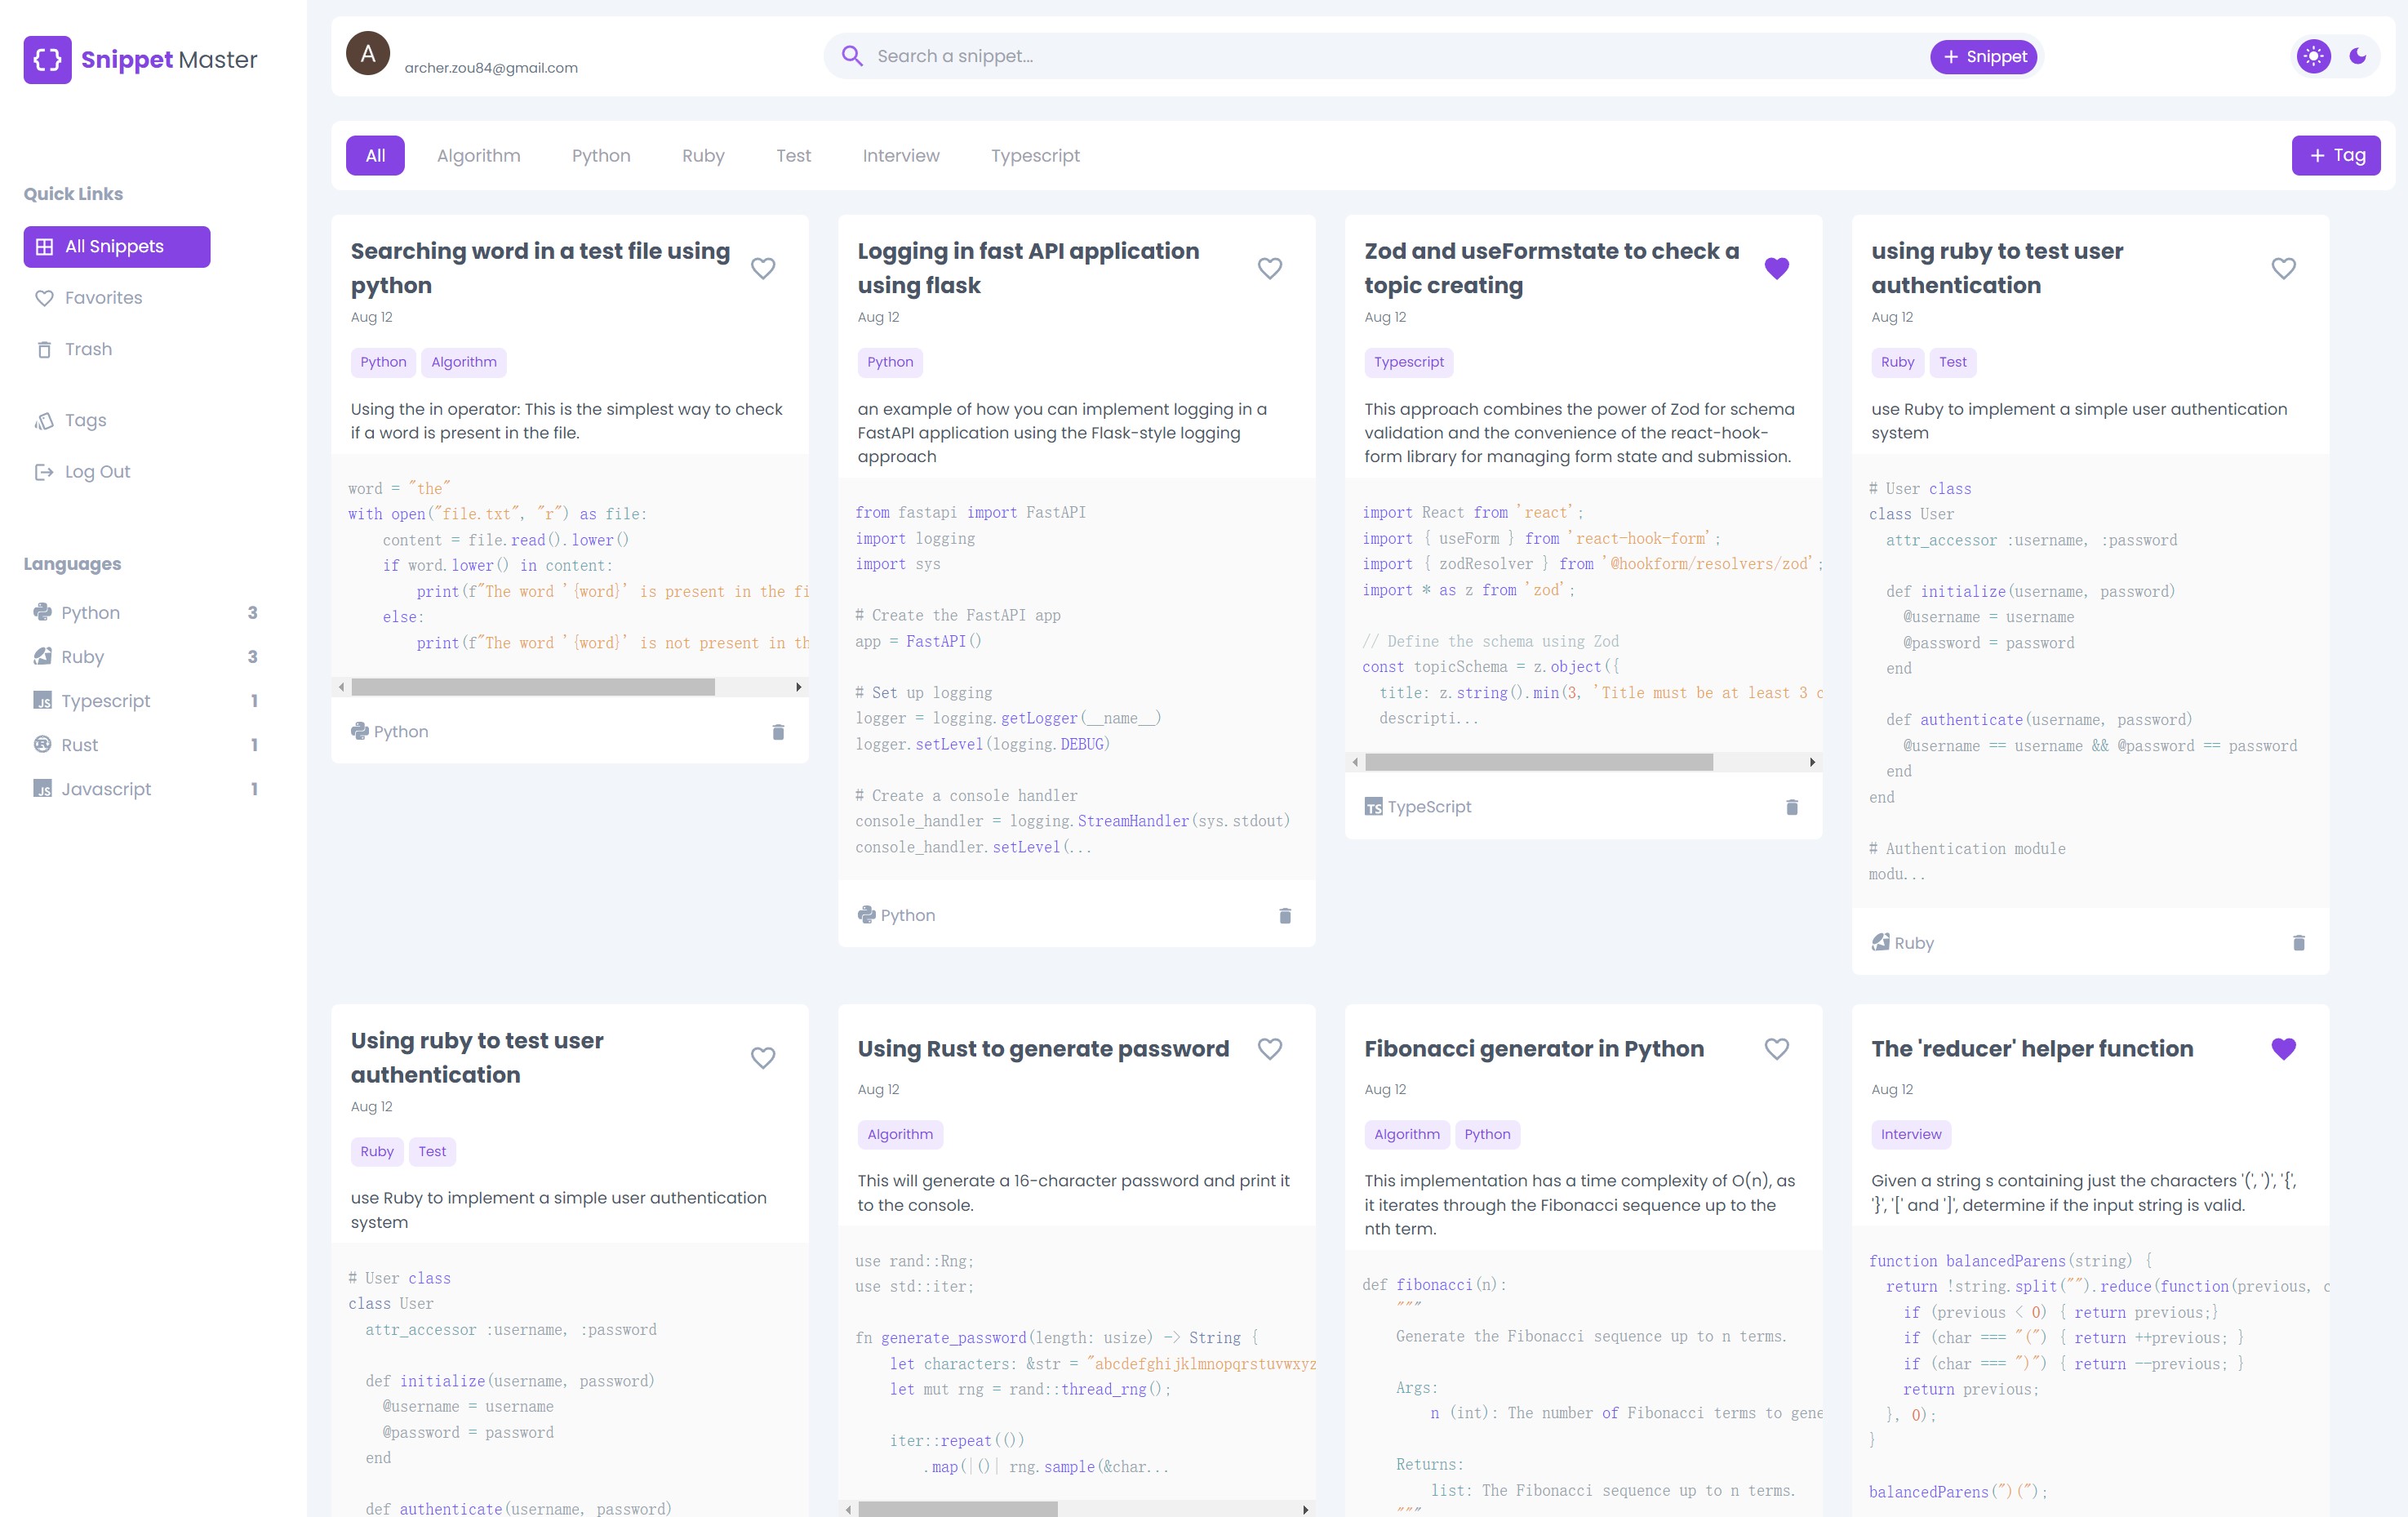 Snippet Master
Quick Links
All Snippets
Favorites
Trash
Tags
Log Out
Languages
Python 3
Ruby 3
JS Typescript 1
Rust 1
JS Javascript 1
A
archer.zou84@gmail.com
Search a snippet...
+ Snippet
All Algorithm Python Ruby Test Interview Typescript
+ Tag
Searching word in a test file using
python
Aug 12
Python Algorithm
Using the in operator: This is the simplest way to check
if a word is present in the file.
word = "the"
with open("file.txt", "r") as file:
    content = file.read().lower()
    if word.lower() in content:
        print(f"The word '{word}' is present in the fi
    else:
        print(f"The word '{word}' is not present in th
Python
Logging in fast API application
using flask
Aug 12
Python
an example of how you can implement logging in a
FastAPI application using the Flask-style logging
approach
from fastapi import FastAPI
import logging
import sys
# Create the FastAPI app
app = FastAPI()
# Set up logging
logger = logging.getLogger(__name__)
logger.setLevel(logging.DEBUG)
# Create a console handler
console_handler = logging.StreamHandler(sys.stdout)
console_handler.setLevel(...
Python
Zod and useFormstate to check a
topic creating
Aug 12
Typescript
This approach combines the power of Zod for schema
validation and the convenience of the react-hook-
form library for managing form state and submission.
import React from 'react';
import { useForm } from 'react-hook-form';
import { zodResolver } from '@hookform/resolvers/zod';
import * as z from 'zod';
// Define the schema using Zod
const topicSchema = z.object({
  title: z.string().min(3, 'Title must be at least 3 c
  descripti...
TS TypeScript
using ruby to test user
authentication
Aug 12
Ruby Test
use Ruby to implement a simple user authentication
system
# User class
class User
  attr_accessor :username, :password
  def initialize(username, password)
    @username = username
    @password = password
  end
  def authenticate(username, password)
    @username == username && @password == password
  end
end
# Authentication module
modu...
Ruby
Using ruby to test user
authentication
Aug 12
Ruby Test
use Ruby to implement a simple user authentication
system
# User class
class User
  attr_accessor :username, :password
  def initialize(username, password)
    @username = username
    @password = password
  end
  def authenticate(username, password)
Using Rust to generate password
Aug 12
Algorithm
This will generate a 16-character password and print it
to the console.
use rand::Rng;
use std::iter;
fn generate_password(length: usize) -> String {
    let characters: &str = "abcdefghijklmnopqrstuvwxyz
    let mut rng = rand::thread_rng();
    iter::repeat(())
        .map(|()| rng.sample(&char...
Fibonacci generator in Python
Aug 12
Algorithm Python
This implementation has a time complexity of O(n), as
it iterates through the Fibonacci sequence up to the
nth term.
def fibonacci(n):
    """
    Generate the Fibonacci sequence up to n terms.
    Args:
        n (int): The number of Fibonacci terms to gene
    Returns:
        list: The Fibonacci sequence up to n terms.
    """
The 'reducer' helper function
Aug 12
Interview
Given a string s containing just the characters '(', ')', '{',
'}', '[' and ']', determine if the input string is valid.
function balancedParens(string) {
  return !string.split("").reduce(function(previous, c
    if (previous < 0) { return previous;}
    if (char === "(") { return ++previous; }
    if (char === ")") { return --previous; }
    return previous;
  }, 0);
}
balancedParens(")(");